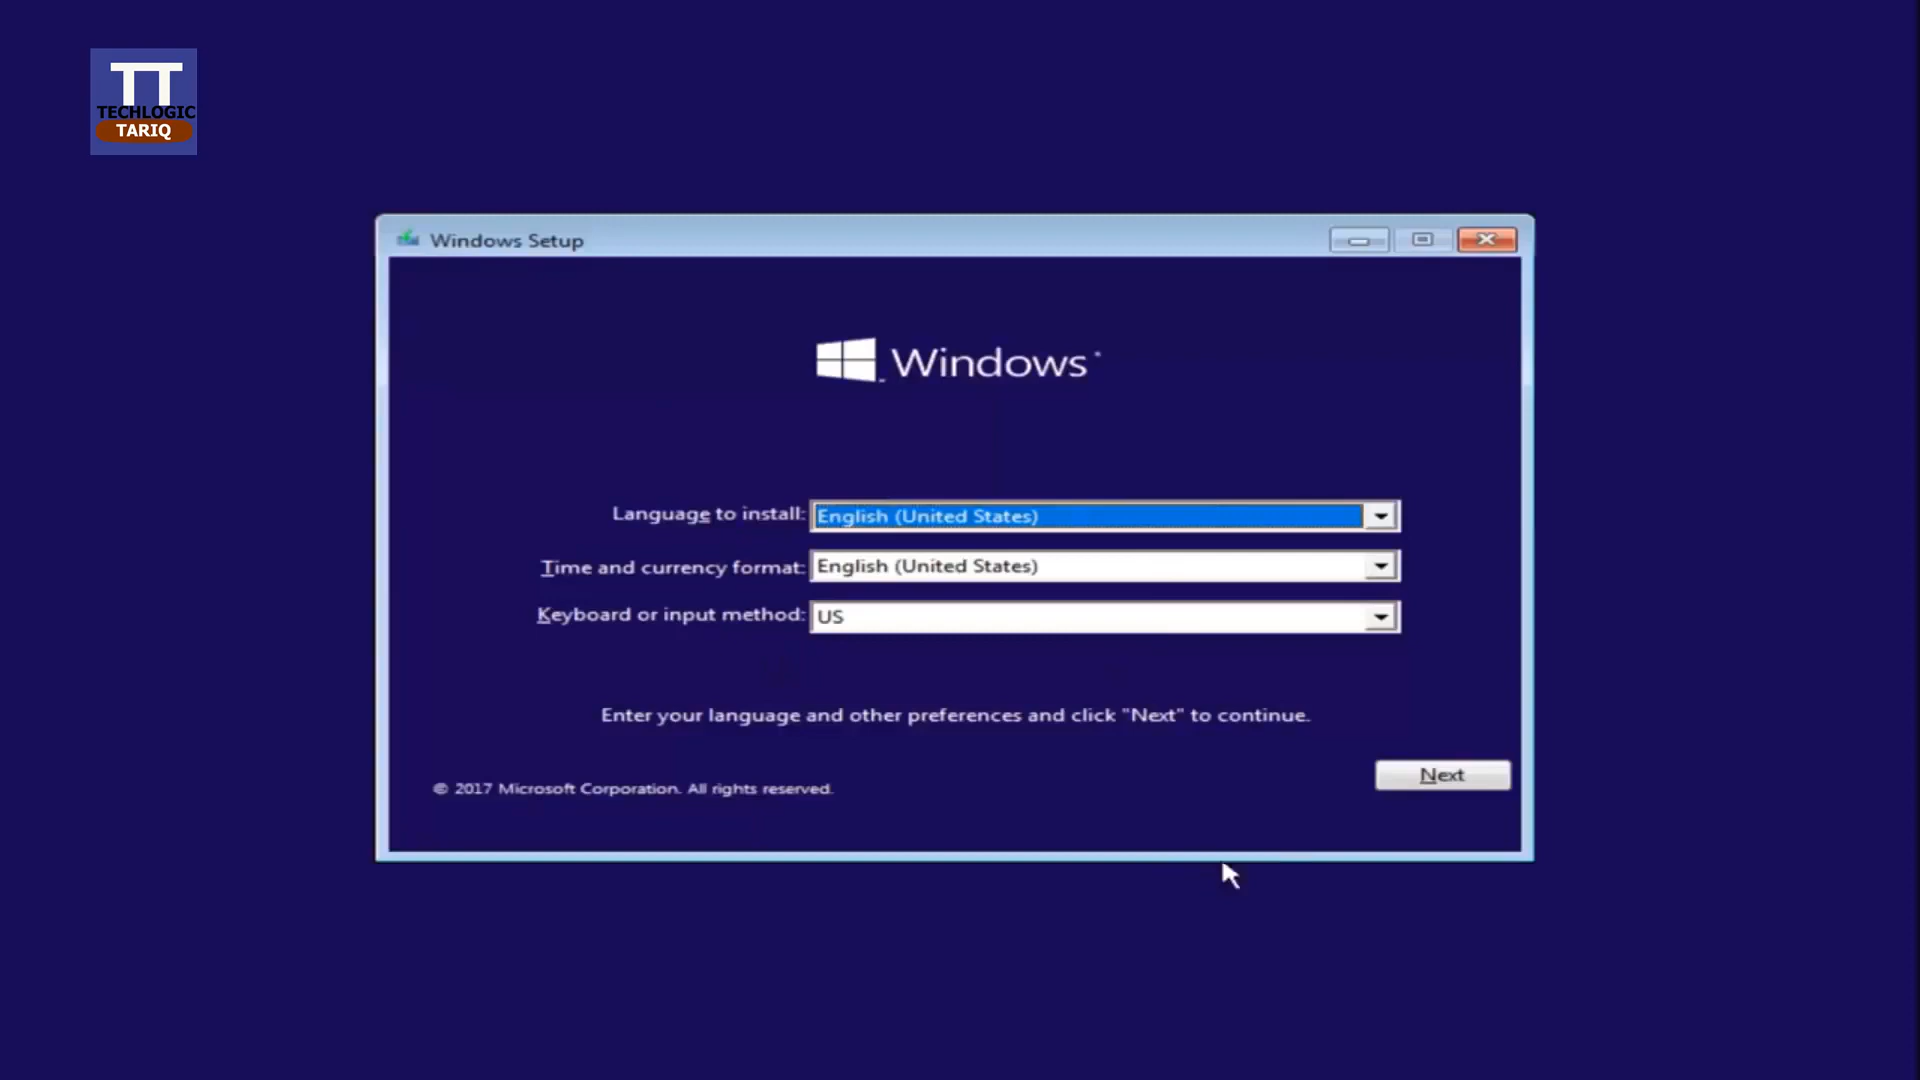 TT
TECHLOGIC
TARIQ
Windows Setup
Windows
Language to install: English (United States)
Time and currency format: English (United States)
Keyboard or input method: US
Enter your language and other preferences and click "Next" to continue.
© 2017 Microsoft Corporation. All rights reserved.
Next